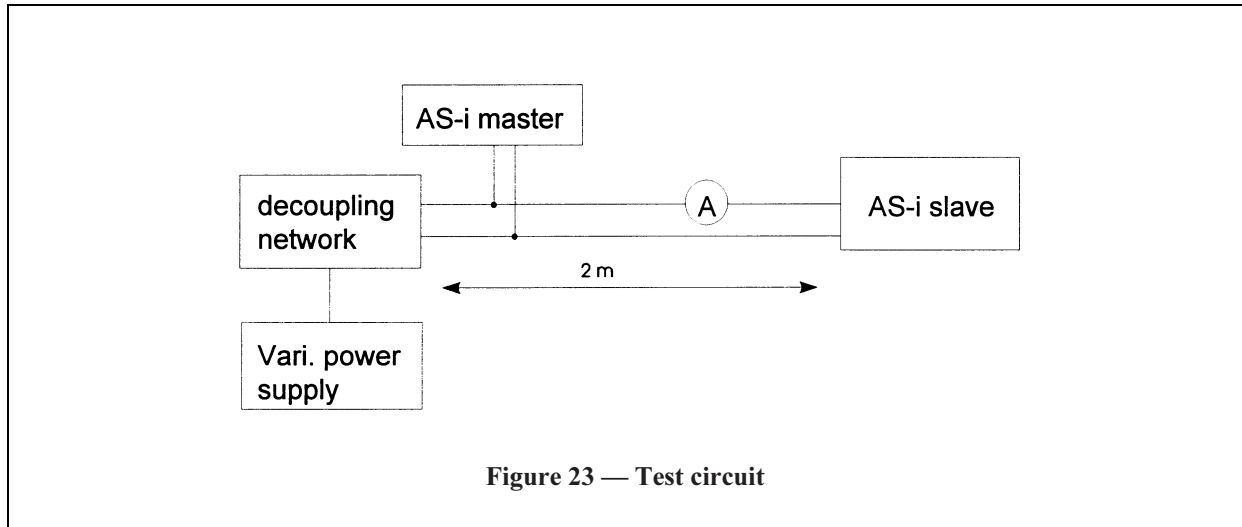 AS-i master
decoupling
network
A
AS-i slave
2 m
Vari. power
supply
Figure 23 — Test circuit